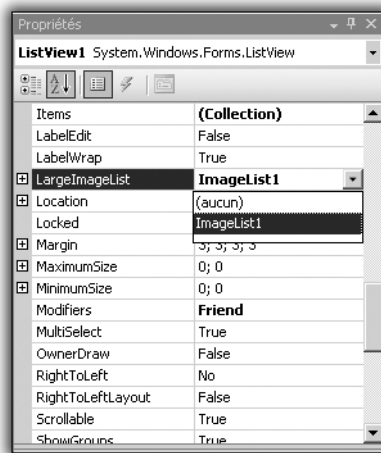 Propriétés
ListView1 System.Windows.Forms.ListView
Items (Collection)
LabelEdit False
LabelWrap True
LargeImageList ImageList1
Location (aucun)
Locked ImageList1
Margin 3; 3; 3; 3
MaximumSize 0; 0
MinimumSize 0; 0
Modifiers Friend
MultiSelect True
OwnerDraw False
RightToLeft No
RightToLeftLayout False
Scrollable True
ShowGroups True